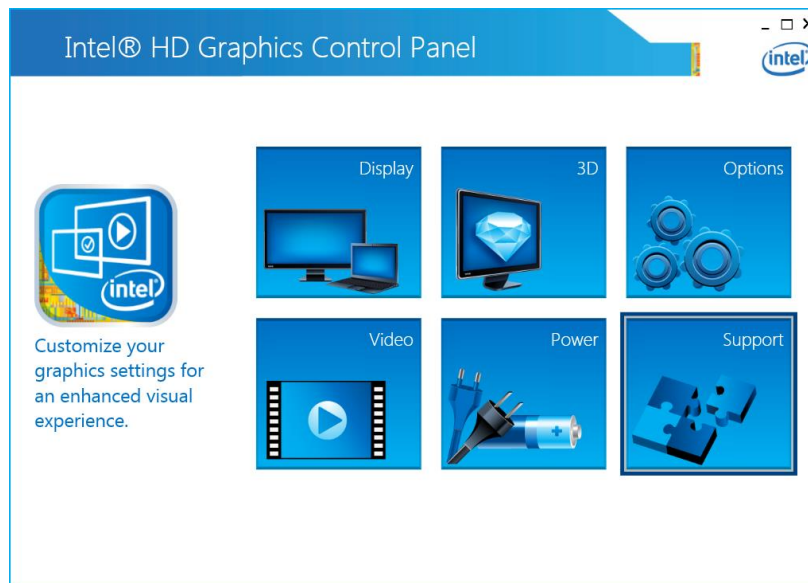 Intel® HD Graphics Control Panel
intel
Display
3D
Options
intel
Customize your
graphics settings for
an enhanced visual
experience.
Video
Power
Support